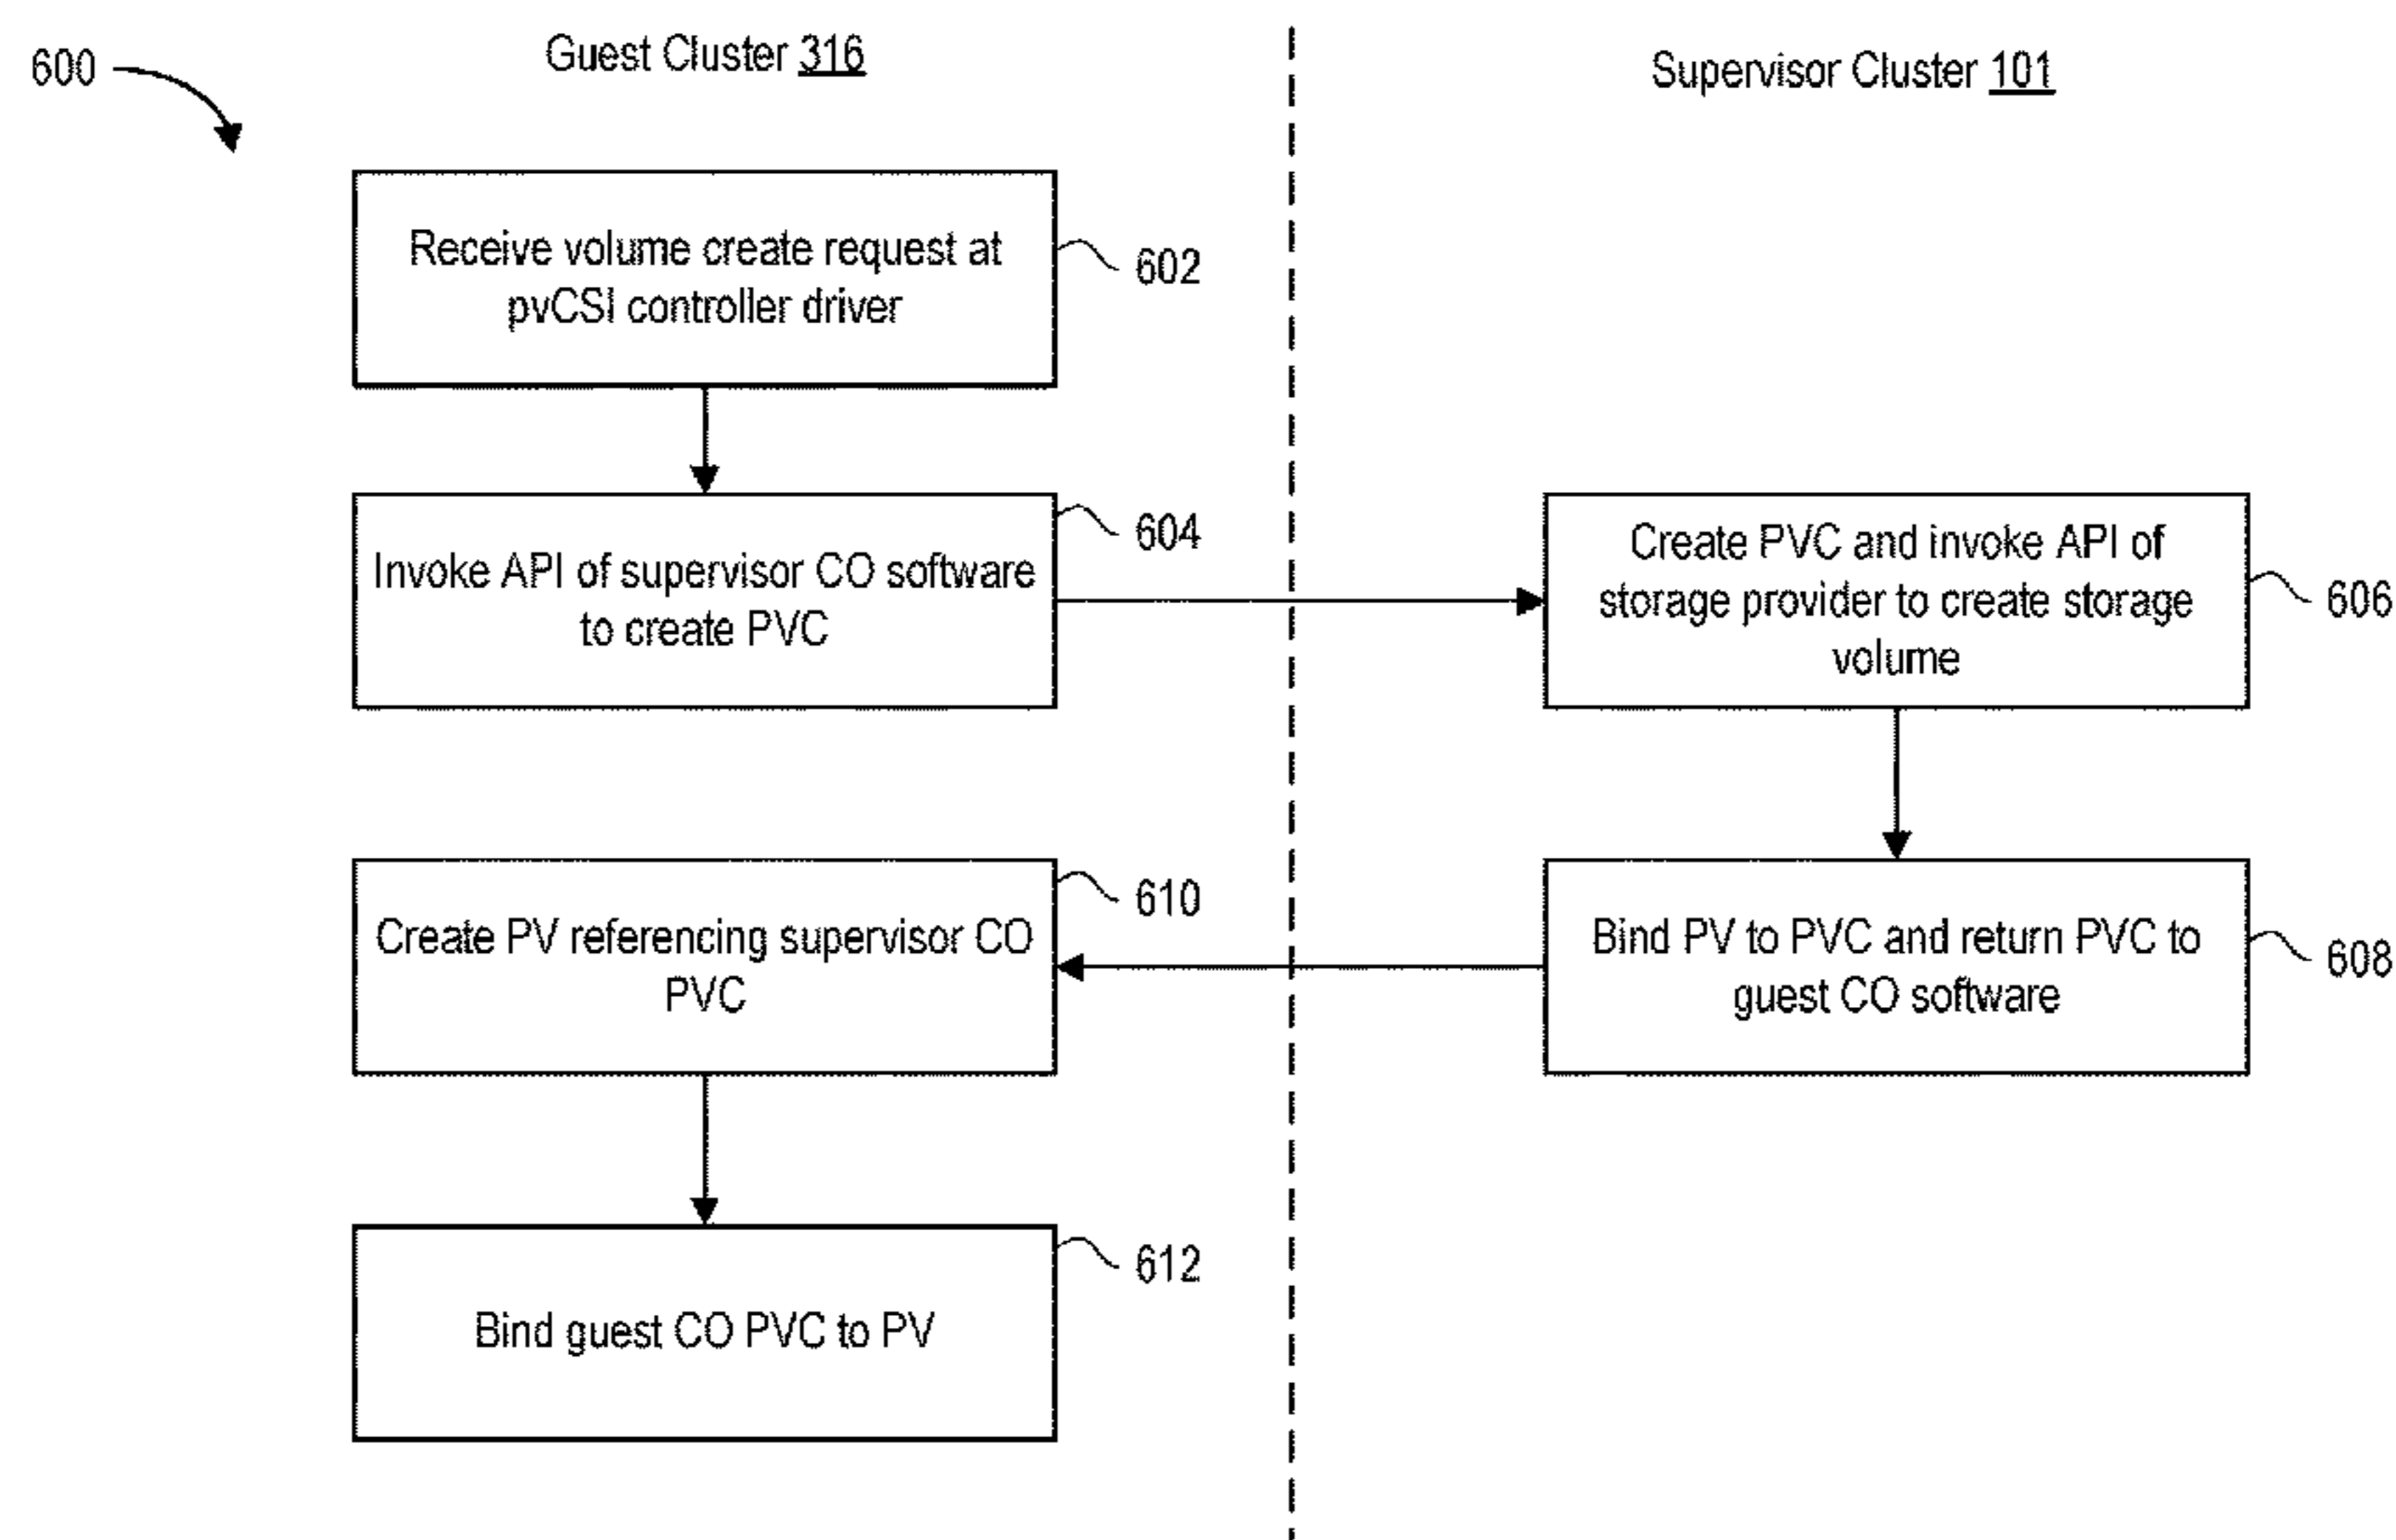 600
Guest Cluster 316
Supervisor Cluster 101
Receive volume create request at
pvCSI controller driver
602
Invoke API of supervisor CO software
to create PVC
604
Create PVC and invoke API of
storage provider to create storage
volume
606
Bind PV to PVC and return PVC to
guest CO software
608
Create PV referencing supervisor CO
PVC
610
Bind guest CO PVC to PV
612